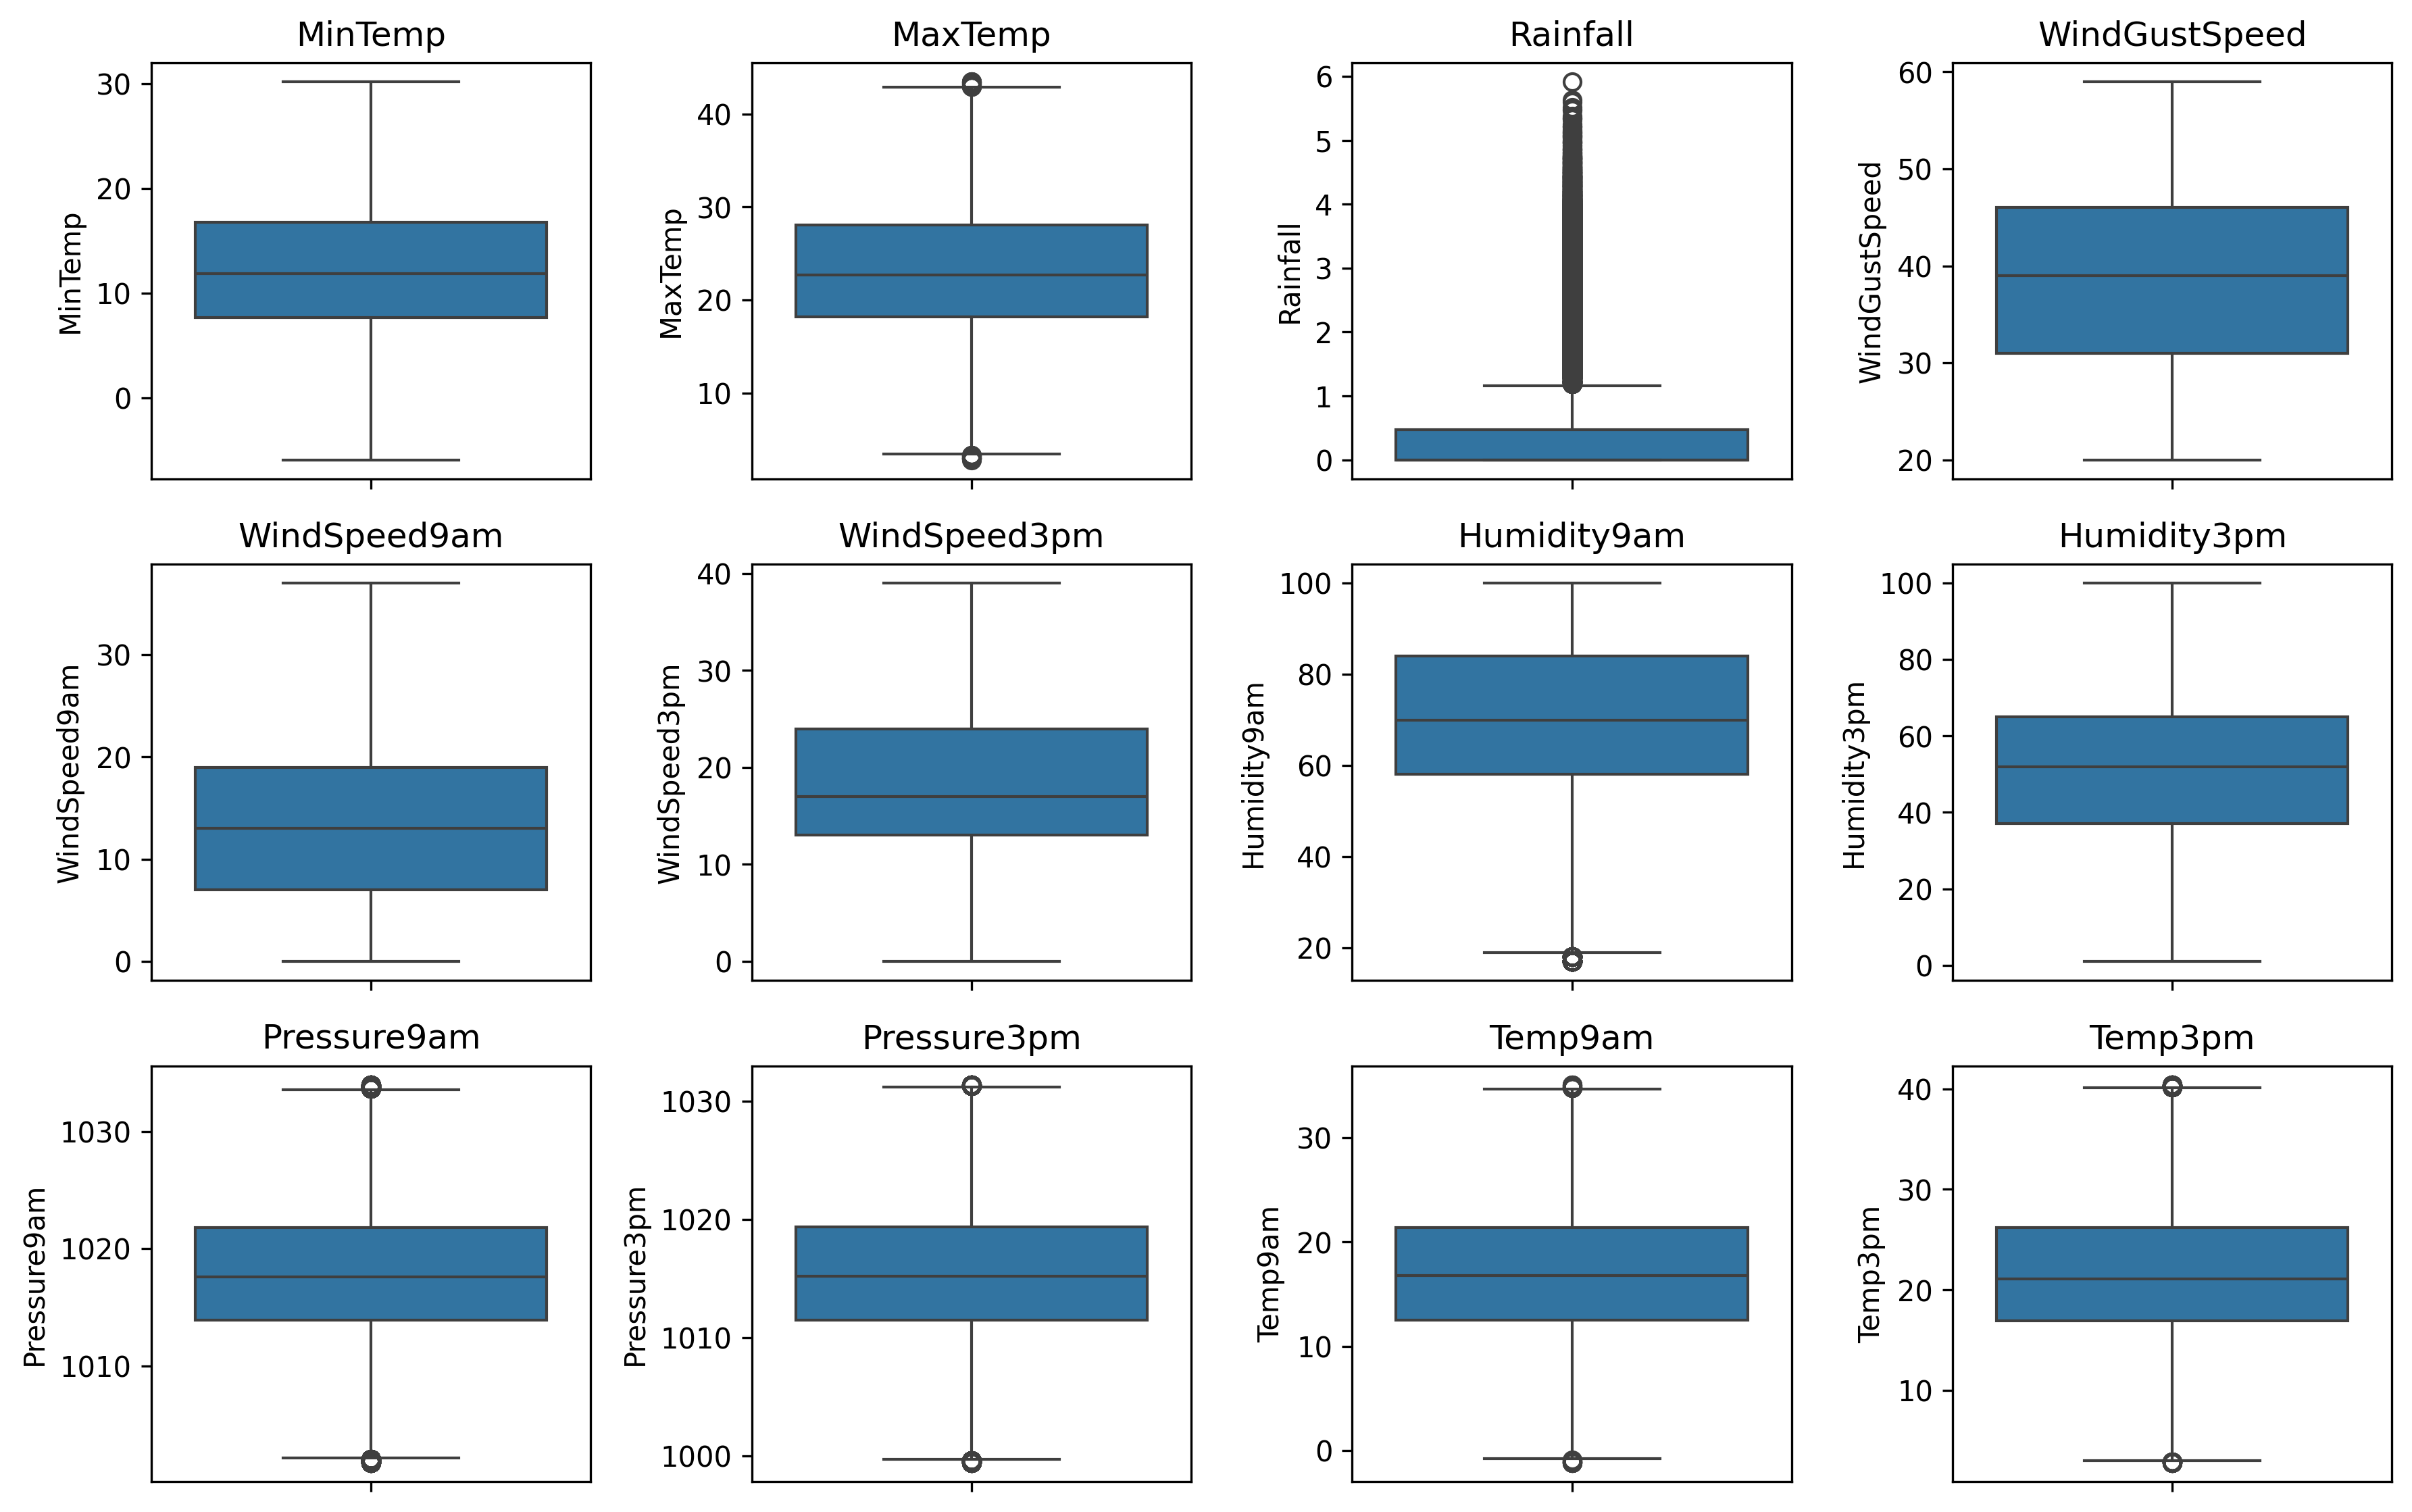 MinTemp
MaxTemp
Rainfall
WindGustSpeed
MinTemp
30
20
10
0
MaxTemp
40
30
20
10
Rainfall
6
5
4
3
2
1
0
WindGustSpeed
60
50
40
30
20
WindSpeed9am
WindSpeed3pm
Humidity9am
Humidity3pm
WindSpeed9am
30
20
10
0
WindSpeed3pm
40
30
20
10
0
Humidity9am
100
80
60
40
20
Humidity3pm
100
80
60
40
20
0
Pressure9am
Pressure3pm
Temp9am
Temp3pm
Pressure9am
1030
1020
1010
Pressure3pm
1030
1020
1010
1000
Temp9am
30
20
10
0
Temp3pm
40
30
20
10